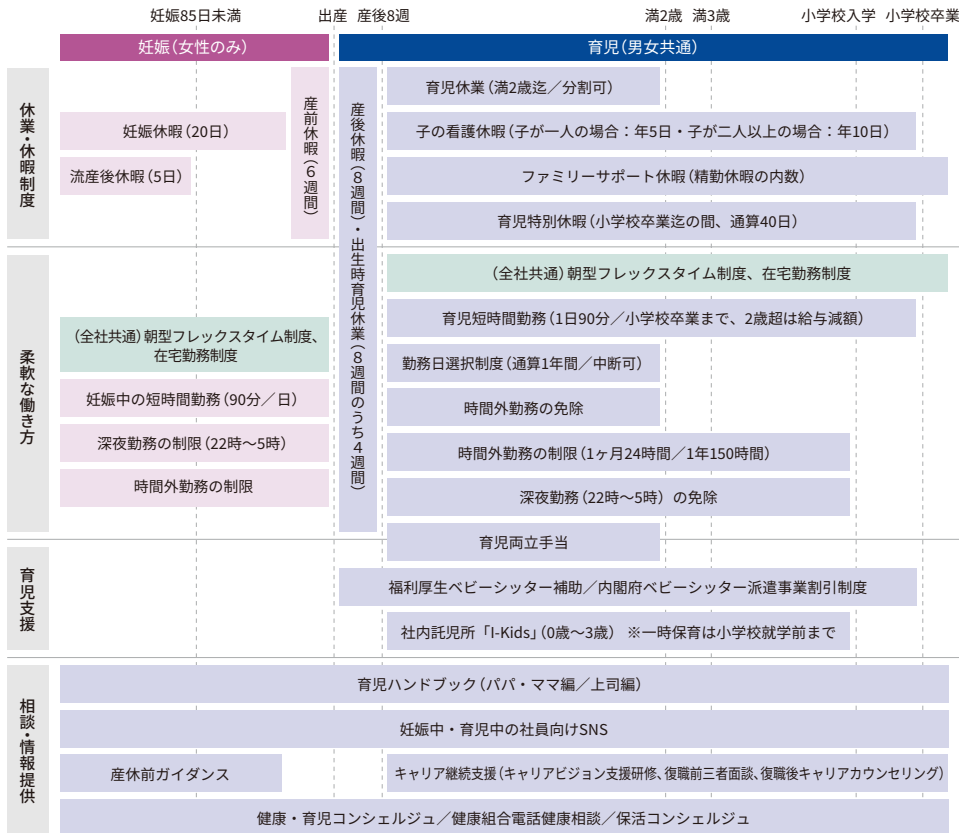 妊娠85日未満
出産
産後8週
満2歳
満3歳
小学校入学
小学校卒業
妊娠（女性のみ）
育児（男女共通）
休業・休暇制度
妊娠休暇（20日）
流産後休暇（5日）
産前休暇（6週間）
産後休暇（8週間）・出生時育児休業（8週間のうち4週間）
育児休業（満2歳迄／分割可）
子の看護休暇（子が一人の場合：年5日・子が二人以上の場合：年10日）
ファミリーサポート休暇（精勤休暇の内数）
育児特別休暇（小学校卒業迄の間、通算40日）
柔軟な働き方
（全社共通）朝型フレックスタイム制度、
在宅勤務制度
妊娠中の短時間勤務（90分／日）
深夜勤務の制限（22時～5時）
時間外勤務の制限
（全社共通）朝型フレックスタイム制度、在宅勤務制度
育児短時間勤務（1日90分／小学校卒業まで、2歳超は給与減額）
勤務日選択制度（通算1年間／中断可）
時間外勤務の免除
時間外勤務の制限（1ヶ月24時間／1年150時間）
深夜勤務（22時～5時）の免除
育児両立手当
育児支援
福利厚生ベビーシッター補助／内閣府ベビーシッター派遣事業割引制度
社内託児所「I-Kids」（0歳～3歳）※一時保育は小学校就学前まで
相談・情報提供
育児ハンドブック（パパ・ママ編／上司編）
妊娠中・育児中の社員向けSNS
産休前ガイダンス
キャリア継続支援（キャリアビジョン支援研修、復職前三者面談、復職後キャリアカウンセリング）
健康・育児コンシェルジュ／健康組合電話健康相談／保活コンシェルジュ